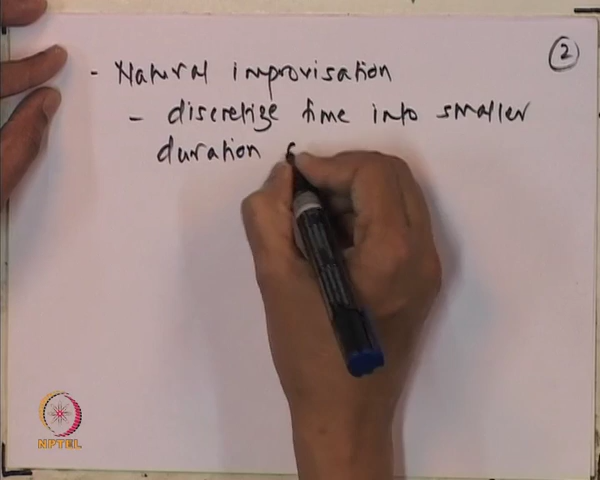 2
- Natural improvisation
- discretize time into smaller
duration
NPTEL